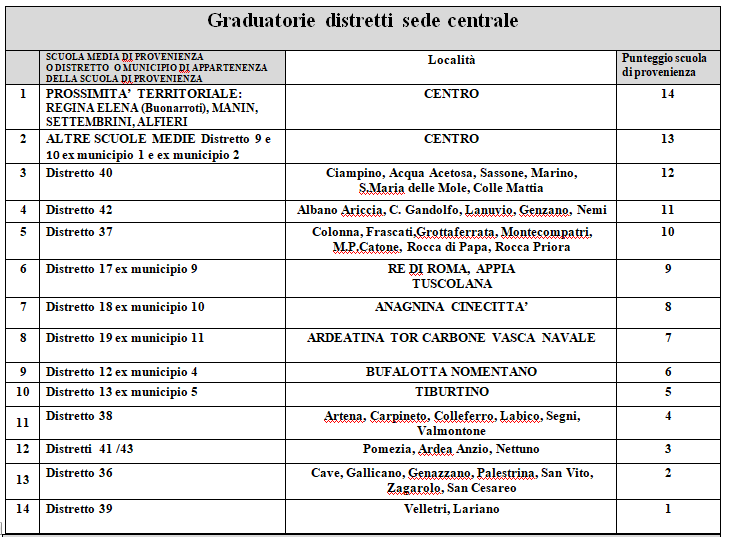 Graduatorie distretti sede centrale
SCUOLA MEDIA DI PROVENIENZA
O DISTRETTO O MUNICIPIO DI APPARTENENZA
DELLA SCUOLA DI PROVENIENZA
Località
Punteggio scuola
di provenienza
1
PROSSIMITA’ TERRITORIALE:
REGINA ELENA (Buonarroti), MANIN,
SETTEMBRINI, ALFIERI
CENTRO
14
2
ALTRE SCUOLE MEDIE Distretto 9 e
10 ex municipio 1 e ex municipio 2
CENTRO
13
3
Distretto 40
Ciampino, Acqua Acetosa, Sassone, Marino,
S.Maria delle Mole, Colle Mattia
12
4
Distretto 42
Albano Ariccia, C. Gandolfo, Lanuvio, Genzano, Nemi
11
5
Distretto 37
Colonna, Frascati,Grottaferrata, Montecompatri,
M.P.Catone, Rocca di Papa, Rocca Priora
10
6
Distretto 17 ex municipio 9
RE DI ROMA, APPIA
TUSCOLANA
9
7
Distretto 18 ex municipio 10
ANAGNINA CINECITTA’
8
8
Distretto 19 ex municipio 11
ARDEATINA TOR CARBONE VASCA NAVALE
7
9
Distretto 12 ex municipio 4
BUFALOTTA NOMENTANO
6
10
Distretto 13 ex municipio 5
TIBURTINO
5
11
Distretto 38
Artena, Carpineto, Colleferro, Labico, Segni,
Valmontone
4
12
Distretti 41 /43
Pomezia, Ardea Anzio, Nettuno
3
13
Distretto 36
Cave, Gallicano, Genazzano, Palestrina, San Vito,
Zagarolo, San Cesareo
2
14
Distretto 39
Velletri, Lariano
1